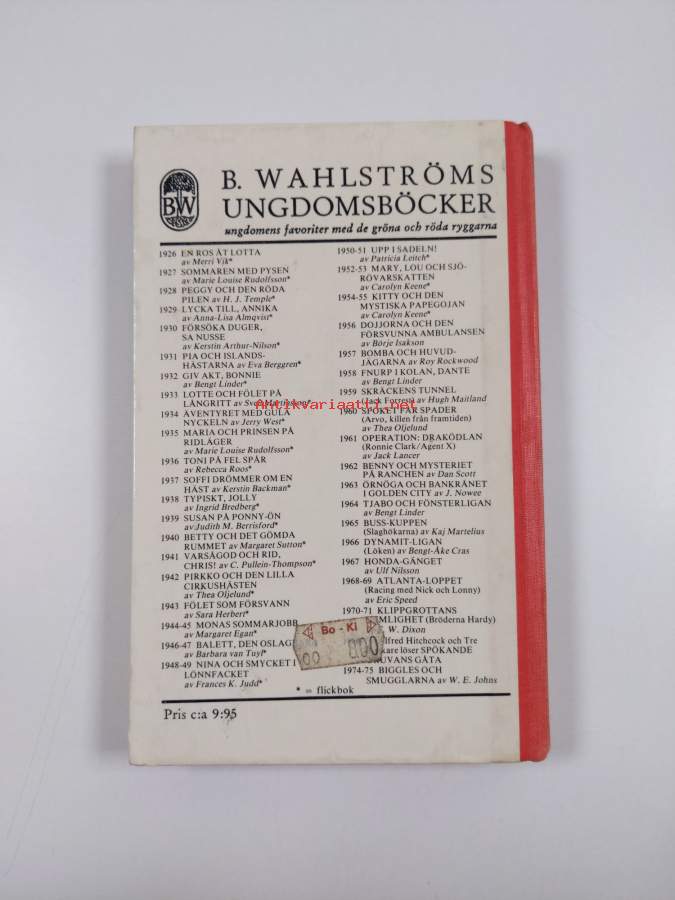 BW
B. WAHLSTRÖMS
UNGDOMSBÖCKER
ungdomens favoriter med de gröna och röda ryggarna
1926 EN ROS ÅT LOTTA
av Merri Vik*
1927 SOMMAREN MED PYSEN
av Marie Louise Rudolfsson*
1928 PEGGY OCH DEN RÖDA
PILEN av H. J. Temple*
1929 LYCKA TILL, ANNIKA
av Anna-Lisa Almqvist*
1930 FÖRSÖKA DUGER,
SA NUSSE
av Kerstin Arthur-Nilson*
1931 PIA OCH ISLANDS-
HÄSTARNA av Eva Berggren*
1932 GIV AKT, BONNIE
av Bengt Linder*
1933 LOTTE OCH FÖLET PÅ
LÅNGRITT av Sven Martinson*
1934 ÄVENTYRET MED GULA
NYCKELN av Jerry West*
1935 MARIA OCH PRINSEN PÅ
RIDLÄGER
av Marie Louise Rudolfsson*
1936 TONI PÅ FEL SPÅR
av Rebecca Roos*
1937 SOFFI DRÖMMER OM EN
HÄST av Kerstin Backman*
1938 TYPISKT, JOLLY
av Ingrid Bredberg*
1939 SUSAN PÅ PONNY-ÖN
av Judith M. Berrisford*
1940 BETTY OCH DET GÖMDA
RUMMET av Margaret Sutton*
1941 VARSÅGOD OCH RID,
CHRIS! av C. Pullein-Thompson*
1942 PIRKKO OCH DEN LILLA
CIRKUSHÄSTEN
av Thea Oljelund*
1943 FÖLET SOM FÖRSVANN
av Sara Herbert*
1944-45 MONAS SOMMARJOBB
av Margaret Egan*
1946-47 BALETT, DEN OSLAG
av Barbara van Tuyl*
1948-49 NINA OCH SMYCKET I
LÖNNFACKET
av Frances K. Judd*
1950-51 UPP I SADELN!
av Patricia Leitch*
1952-53 MARY, LOU OCH SJÖ-
RÖVARSKATTEN
av Carolyn Keene*
1954-55 KITTY OCH DEN
MYSTISKA PAPEGOJAN
av Carolyn Keene*
1956 DOJJORNA OCH DEN
FÖRSVUNNA AMBULANSEN
av Börje Isakson
1957 BOMBA OCH HUVUD-
JÄGARNA av Roy Rockwood
1958 FNURP I KOLAN, DANTE
av Bengt Linder
1959 SKRÄCKENS TUNNEL
(Jack Forrest) av Hugh Maitland
1960 SPÖKET FÅR SPADER
(Arvo, killen från framtiden)
av Thea Oljelund
1961 OPERATION: DRAKÖDLAN
(Ronnie Clark/Agent X)
av Jack Lancer
1962 BENNY OCH MYSTERIET
PÅ RANCHEN av Dan Scott
1963 ÖRNÖGA OCH BANKRÅNET
I GOLDEN CITY av J. Nowee
1964 TJABO OCH FÖNSTERLIGAN
av Bengt Linder
1965 BUSS-KUPPEN
(Slaghökarna) av Kaj Martelius
1966 DYNAMIT-LIGAN
(Löken) av Bengt-Åke Cras
1967 HONDA-GÄNGET
av Ulf Nilsson
1968-69 ATLANTA-LOPPET
(Racing med Nick och Lonny)
av Eric Speed
1970-71 KLIPPGROTTANS
MLIGHET (Bröderna Hardy)
W. Dixon
lfred Hitchcock och Tre
kare löser SPÖKANDE
UVANS GÅTA
1974-75 BIGGLES OCH
SMUGGLARNA av W. E. Johns
* = flickbok
Bo - Ki
00 800
Pris c:a 9:95
Antikvariaatti.net